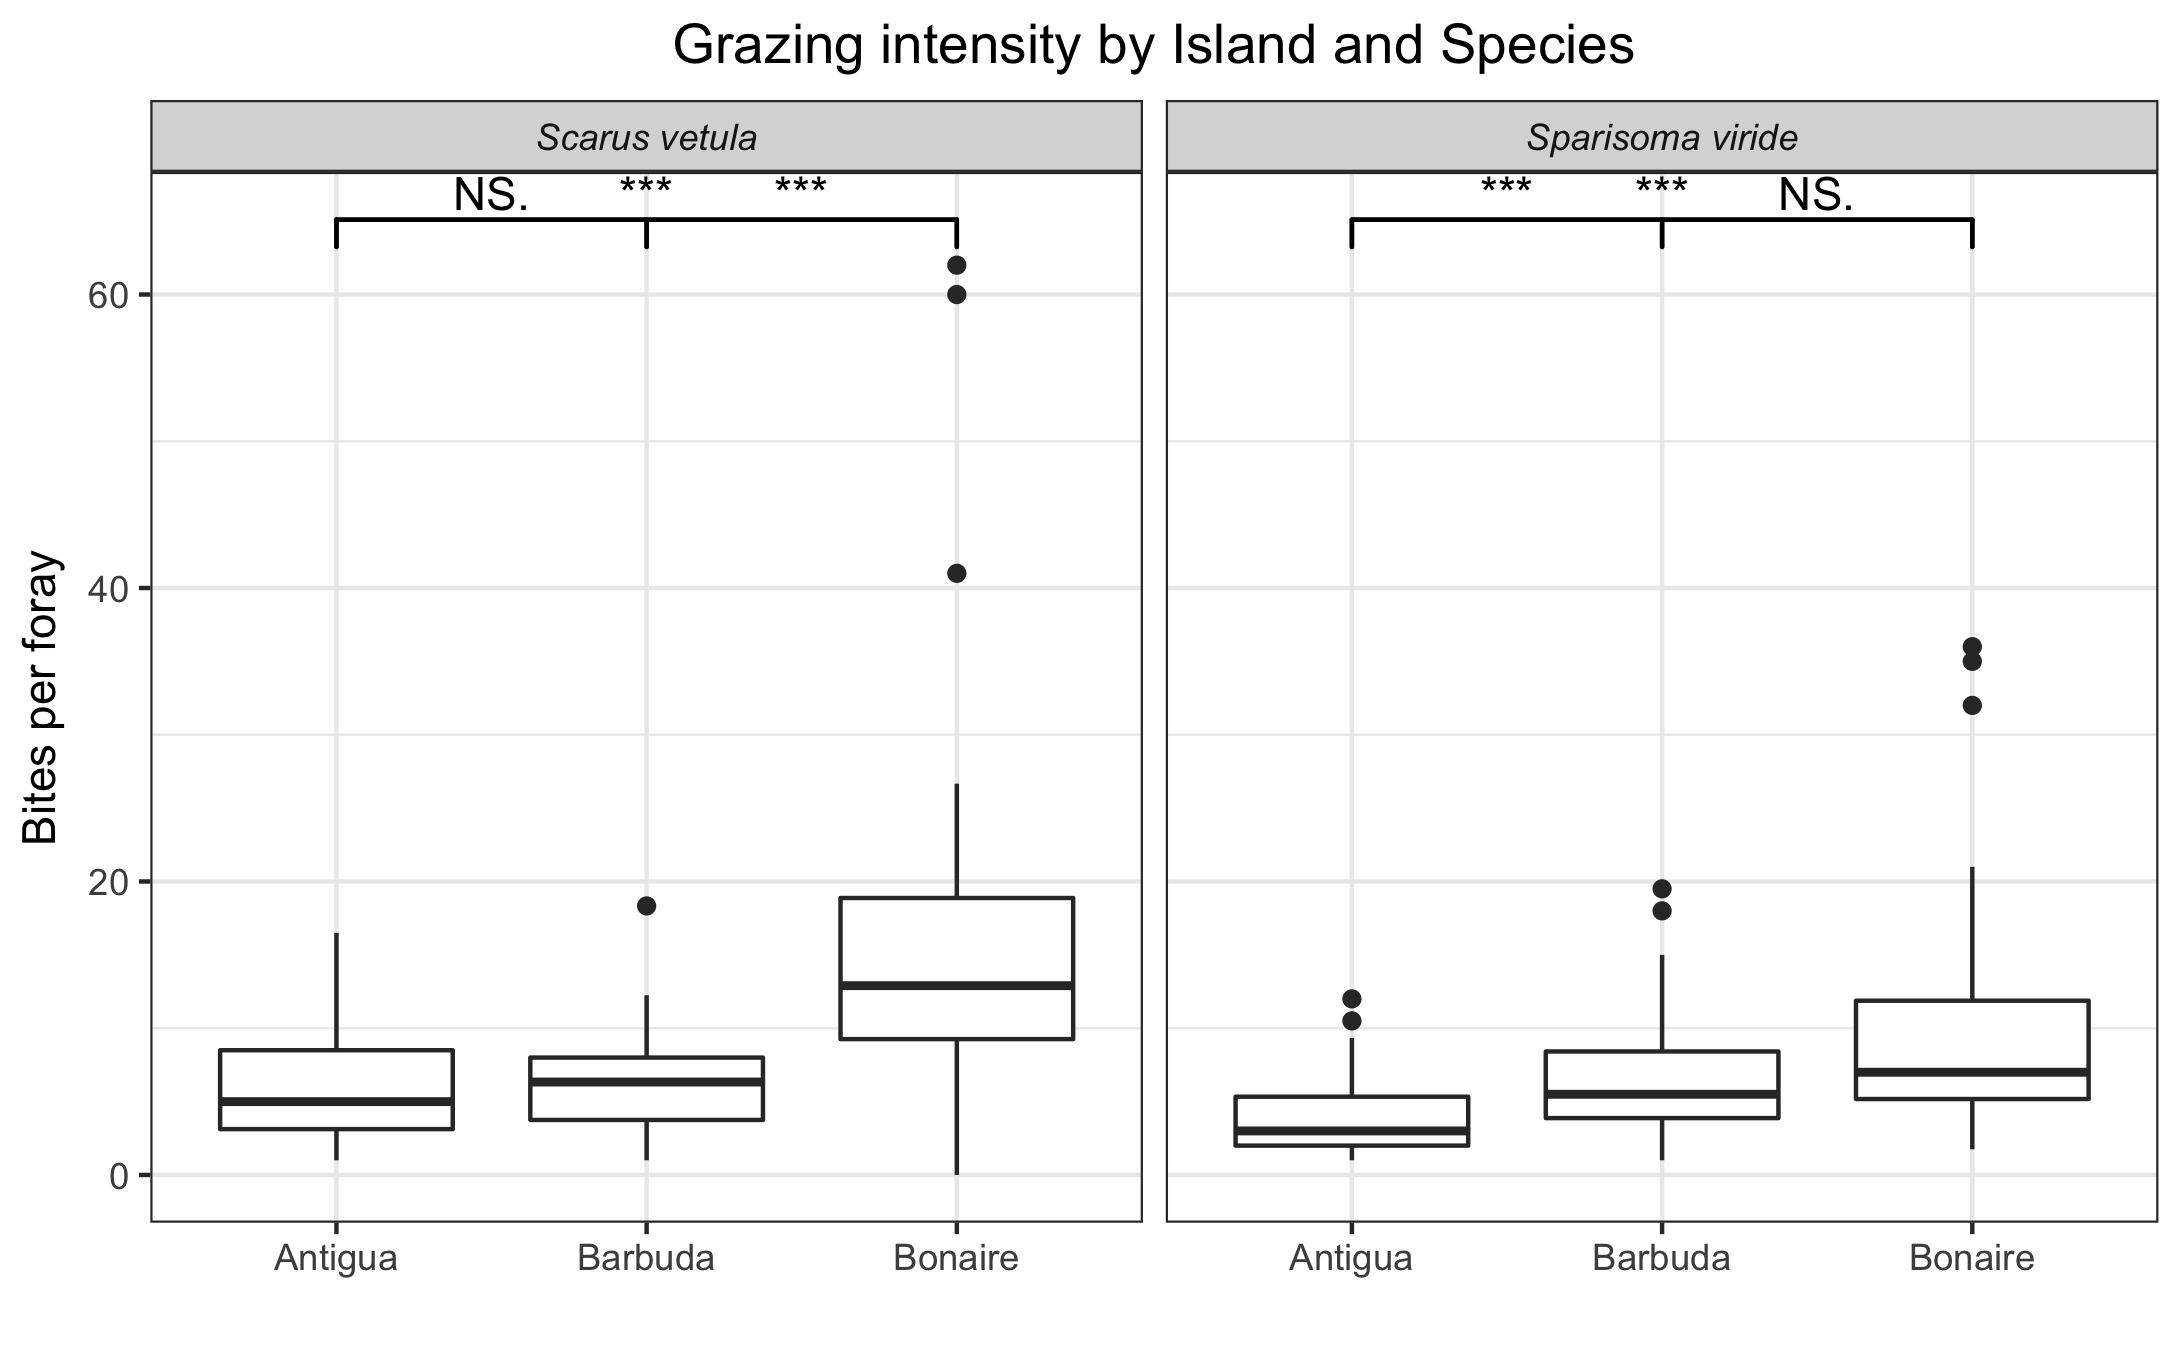 Grazing intensity by Island and Species
Scarus vetula
Sparisoma viride
NS. *** ***
*** *** NS.
Bites per foray
60
40
20
0
Antigua Barbuda Bonaire
Antigua Barbuda Bonaire